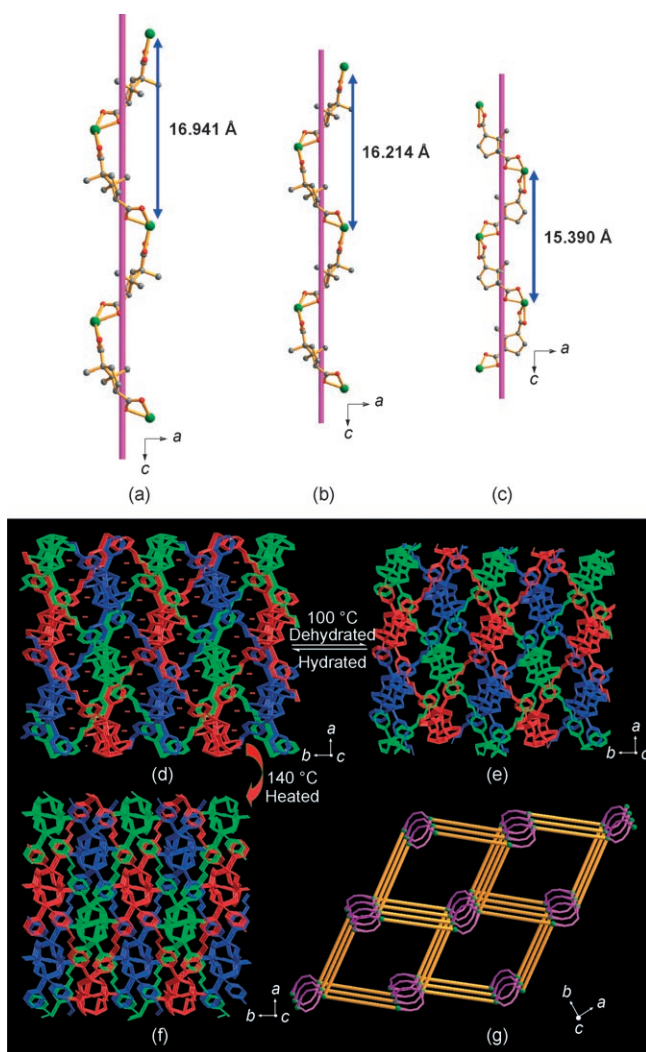 16.941 Å
16.214 Å
15.390 Å
a
c
a
c
a
c
(a)
(b)
(c)
100 °C
Dehydrated
Hydrated
a
b
c
a
b
c
(d)
(e)
140 °C
Heated
a
b
c
b
a
c
(f)
(g)